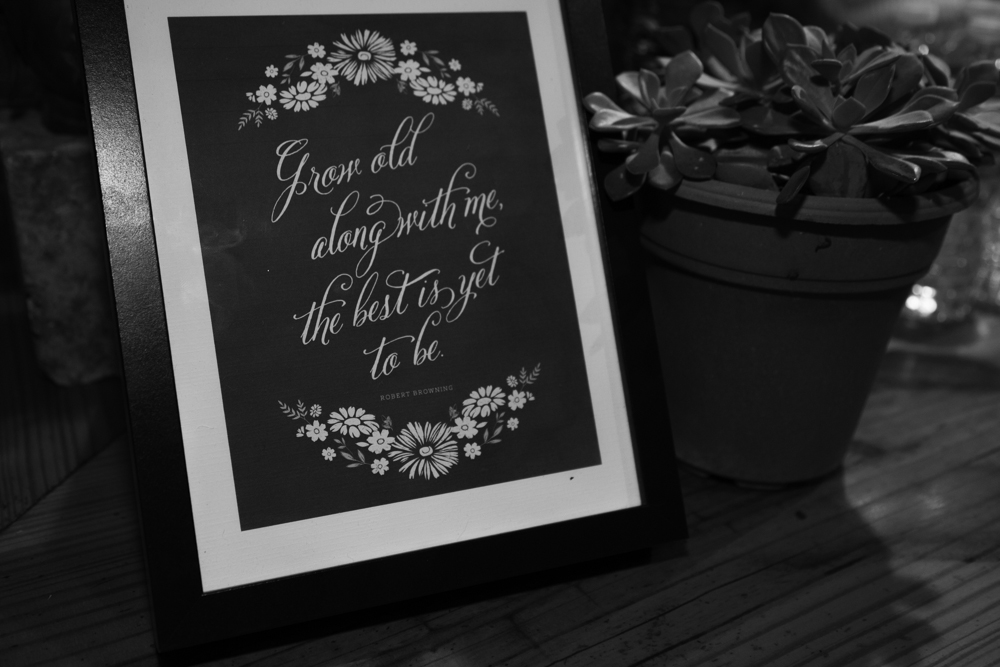 Grow old
along with me,
the best is yet
to be.
ROBERT BROWNING